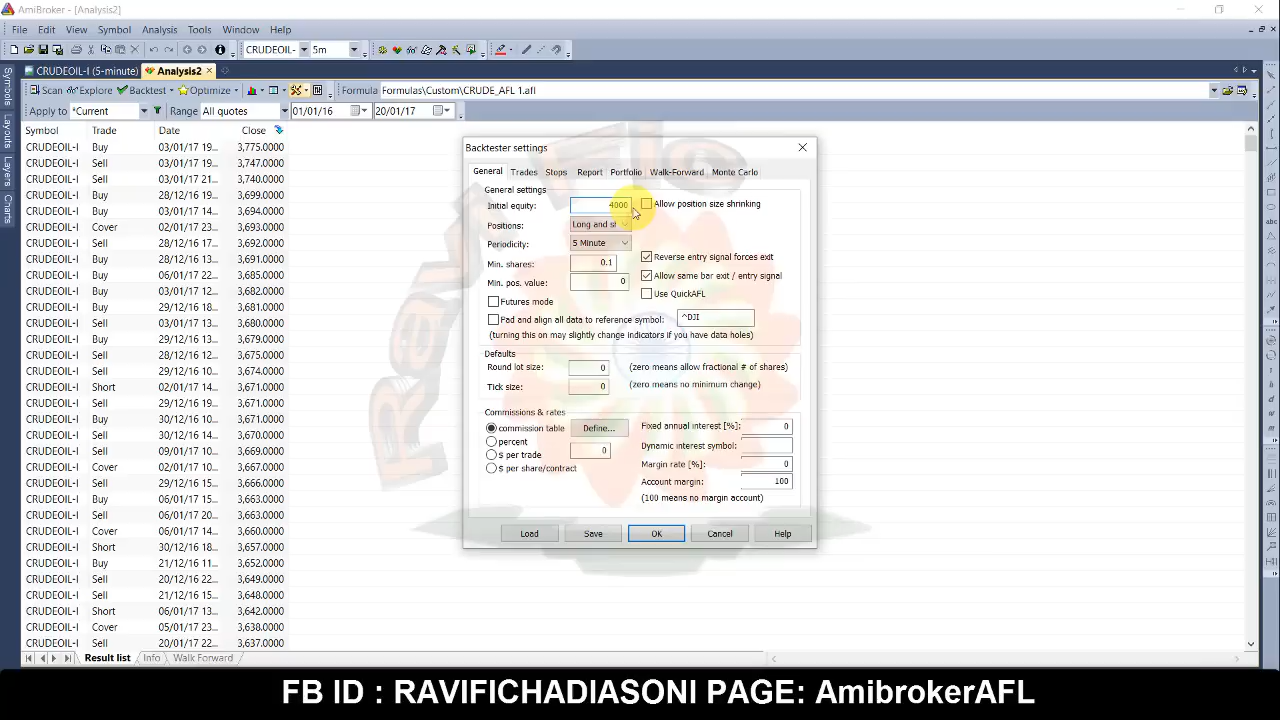 AmiBroker - [Analysis2]
File Edit View Symbol Analysis Tools Window Help
CRUDEOIL- 5m
CRUDEOIL-I (5-minute) Analysis2
Scan Explore Backtest Optimize Formula Formulas\Custom\CRUDE_AFL 1.afl
Apply to *Current Range All quotes 01/01/16 20/01/17
Symbols
Layouts
Layers
Charts
Symbol Trade Date Close
CRUDEOIL-I Buy 03/01/17 19... 3,775.0000
CRUDEOIL-I Sell 03/01/17 19... 3,747.0000
CRUDEOIL-I Sell 03/01/17 21... 3,740.0000
CRUDEOIL-I Buy 28/12/16 19... 3,699.0000
CRUDEOIL-I Buy 28/12/16 19... 3,694.0000
CRUDEOIL-I Cover 02/01/17 23... 3,693.0000
CRUDEOIL-I Sell 28/12/16 19... 3,685.0000
CRUDEOIL-I Buy 03/01/17 12... 3,683.0000
CRUDEOIL-I Sell 28/12/16 23... 3,682.0000
CRUDEOIL-I Buy 03/01/17 12... 3,682.0000
CRUDEOIL-I Buy 29/12/16 18... 3,681.0000
CRUDEOIL-I Sell 03/01/17 13... 3,680.0000
CRUDEOIL-I Sell 29/12/16 13... 3,675.0000
CRUDEOIL-I Sell 29/12/16 10... 3,674.0000
CRUDEOIL-I Short 02/01/17 14... 3,671.0000
CRUDEOIL-I Sell 29/12/16 19... 3,671.0000
CRUDEOIL-I Buy 30/12/16 10... 3,671.0000
CRUDEOIL-I Sell 30/12/16 10... 3,670.0000
CRUDEOIL-I Cover 09/01/17 11... 3,669.0000
CRUDEOIL-I Cover 02/01/17 12... 3,669.0000
CRUDEOIL-I Sell 29/12/16 23... 3,666.0000
CRUDEOIL-I Buy 06/01/17 15... 3,663.0000
CRUDEOIL-I Sell 06/01/17 20... 3,663.0000
CRUDEOIL-I Cover 06/01/17 14... 3,660.0000
CRUDEOIL-I Short 30/12/16 18... 3,657.0000
CRUDEOIL-I Buy 21/12/16 11... 3,652.0000
CRUDEOIL-I Sell 20/12/16 22... 3,649.0000
CRUDEOIL-I Sell 21/12/16 15... 3,648.0000
CRUDEOIL-I Short 06/01/17 13... 3,642.0000
CRUDEOIL-I Cover 05/01/17 23... 3,638.0000
CRUDEOIL-I Sell 20/01/17 22... 3,637.0000
Backtester settings
General Trades Stops Report Portfolio Walk-Forward Monte Carlo
General settings
Initial equity: 4000 Allow position size shrinking
Positions: Long and sh
Periodicity: 5 Minute
Min. shares: 0.1 Reverse entry signal forces exit
Min. pos. value: 0 Allow same bar exit / entry signal
Futures mode Use QuickAFL
Pad and align all data to reference symbol: ^DJI
(turning this on may slightly change indicators if you have data holes)
Defaults
Round lot size: 0 (zero means allow fractional # of shares)
Tick size: 0 (zero means no minimum change)
Commissions & rates
commission table Define... Fixed annual interest [%]: 0
percent Dynamic interest symbol:
$ per trade 0 Margin rate [%]: 0
$ per share/contract Account margin: 100
(100 means no margin account)
Load Save OK Cancel Help
Result list Info Walk Forward
FB ID : RAVIFICHADIASONI PAGE: AmibrokerAFL